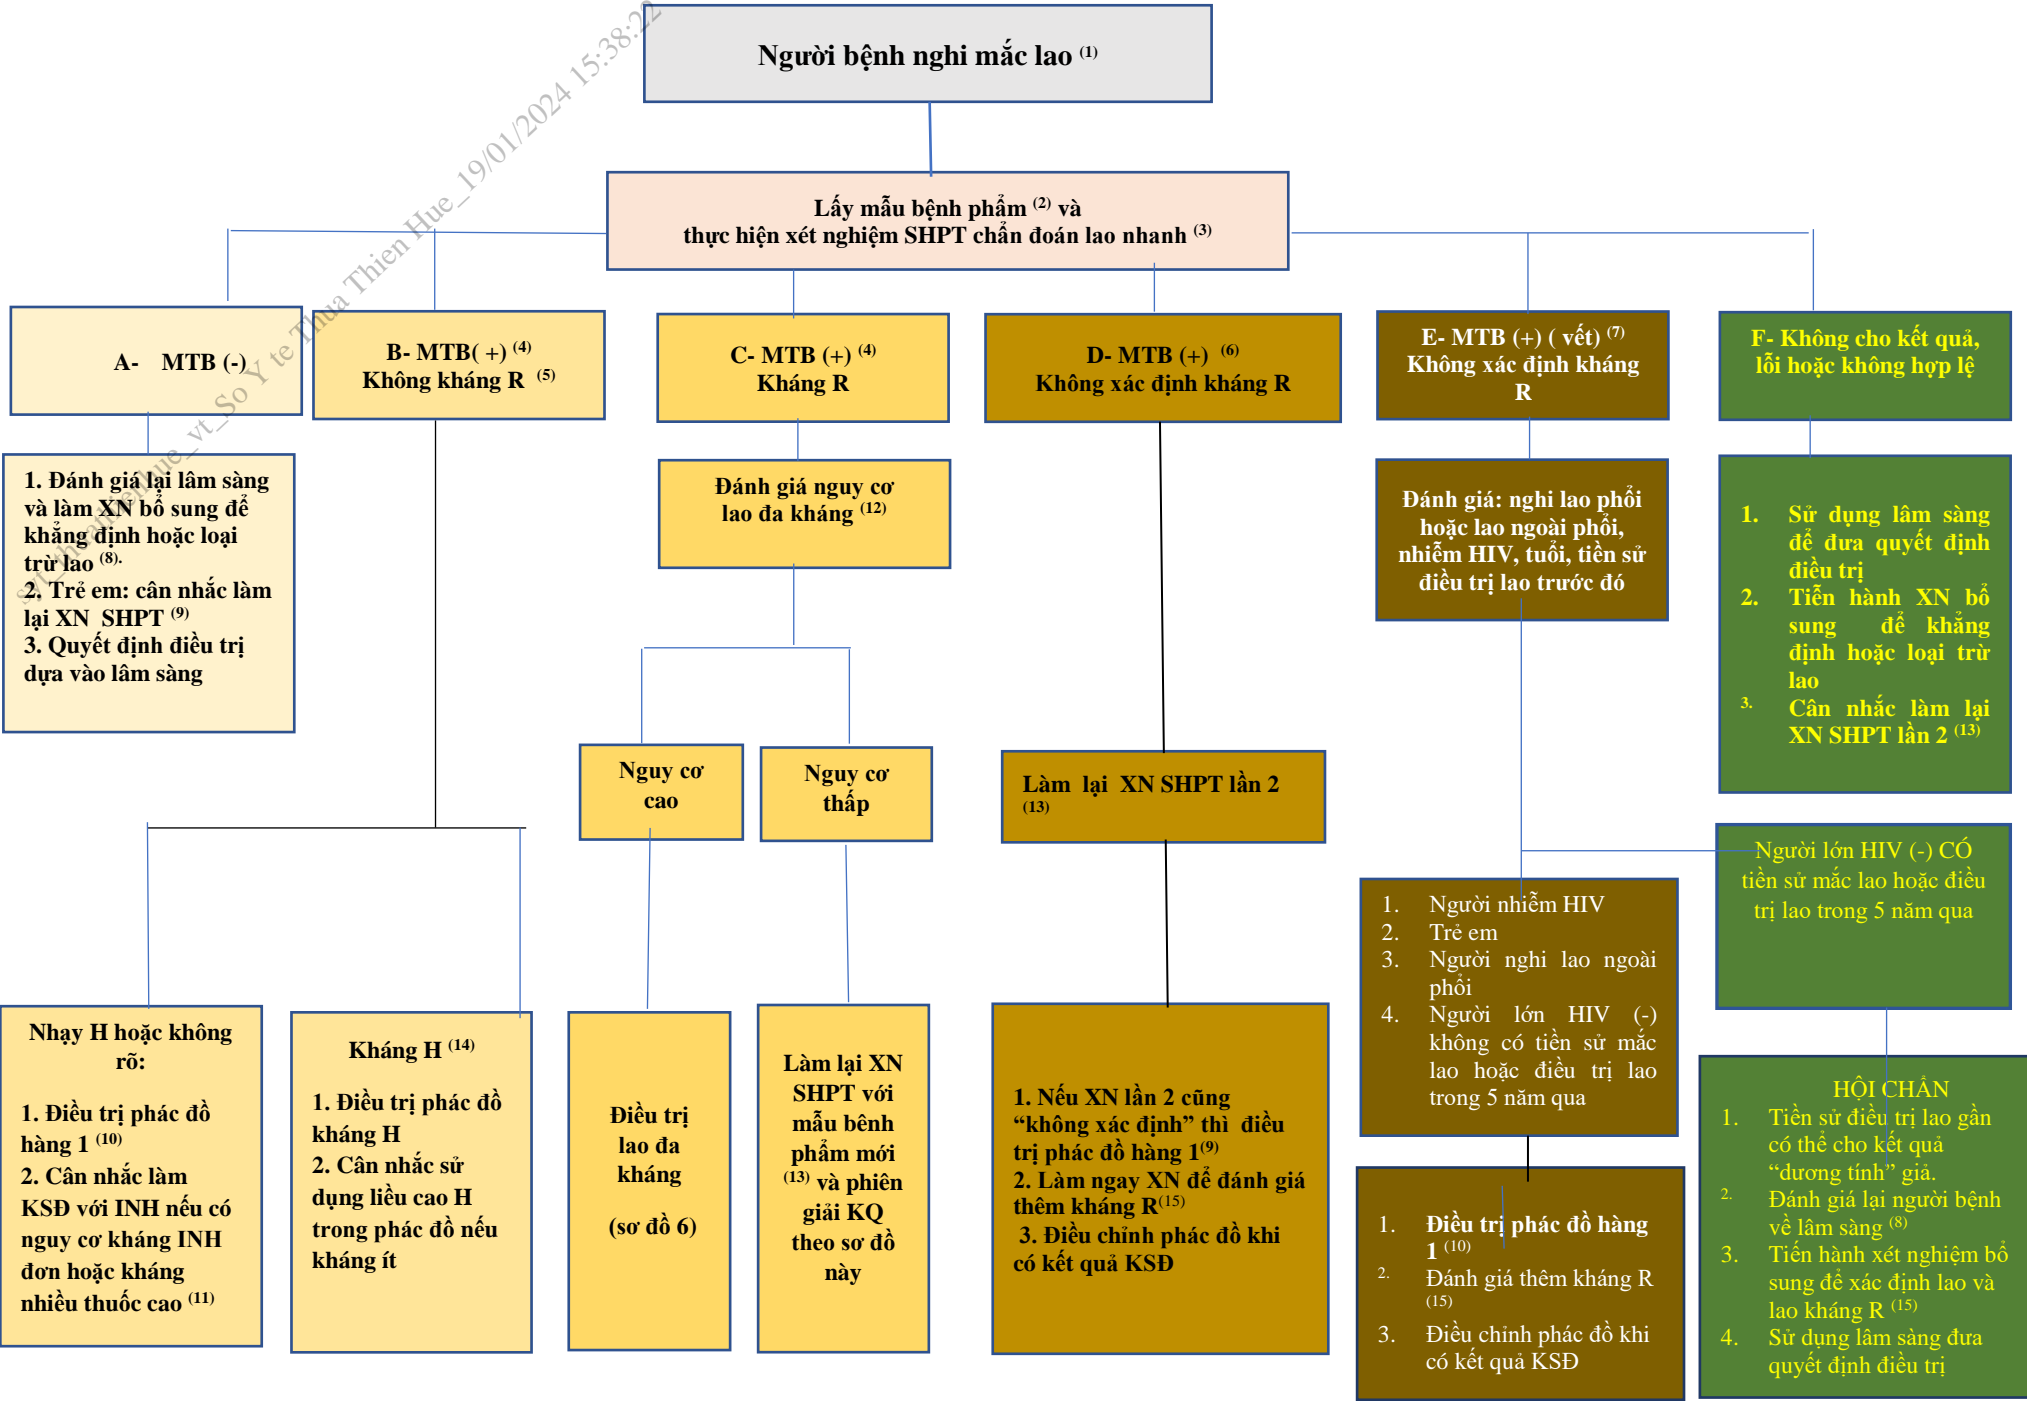 Người bệnh nghi mắc lao (1)
Lấy mẫu bệnh phẩm (2) và
thực hiện xét nghiệm SHPT chẩn đoán lao nhanh (3)
A- MTB (-)
B- MTB( +) (4)
Không kháng R (5)
C- MTB (+) (4)
Kháng R
D- MTB (+) (6)
Không xác định kháng R
E- MTB (+) ( vết) (7)
Không xác định kháng
R
F- Không cho kết quả,
lỗi hoặc không hợp lệ
1. Đánh giá lại lâm sàng
và làm XN bổ sung để
khẳng định hoặc loại
trừ lao (8).
2. Trẻ em: cân nhắc làm
lại XN SHPT (9)
3. Quyết định điều trị
dựa vào lâm sàng
Đánh giá nguy cơ
lao đa kháng (12)
Đánh giá: nghi lao phổi
hoặc lao ngoài phổi,
nhiễm HIV, tuổi, tiền sử
điều trị lao trước đó
1. Sử dụng lâm sàng
để đưa quyết định
điều trị
2. Tiễn hành XN bổ
sung để khẳng
định hoặc loại trừ
lao
3. Cân nhắc làm lại
XN SHPT lần 2 (13)
Nguy cơ
cao
Nguy cơ
thấp
Làm lại XN SHPT lần 2
(13)
Người lớn HIV (-) CÓ
tiền sử mắc lao hoặc điều
trị lao trong 5 năm qua
1. Người nhiễm HIV
2. Trẻ em
3. Người nghi lao ngoài
phổi
4. Người lớn HIV (-)
không có tiền sử mắc
lao hoặc điều trị lao
trong 5 năm qua
Nhạy H hoặc không
rõ:
1. Điều trị phác đồ
hàng 1 (10)
2. Cân nhắc làm
KSĐ với INH nếu có
nguy cơ kháng INH
đơn hoặc kháng
nhiều thuốc cao (11)
Kháng H (14)
1. Điều trị phác đồ
kháng H
2. Cân nhắc sử
dụng liều cao H
trong phác đồ nếu
kháng ít
Điều trị
lao đa
kháng
(sơ đồ 6)
Làm lại XN
SHPT với
mẫu bênh
phẩm mới
(13) và phiên
giải KQ
theo sơ đồ
này
1. Nếu XN lần 2 cũng
“không xác định” thì điều
trị phác đồ hàng 1(9)
2. Làm ngay XN để đánh giá
thêm kháng R(15)
3. Điều chỉnh phác đồ khi
có kết quả KSĐ
1. Điều trị phác đồ hàng
1 (10)
2. Đánh giá thêm kháng R
(15)
3. Điều chỉnh phác đồ khi
có kết quả KSĐ
HỘI CHẨN
1. Tiền sử điều trị lao gần
có thể cho kết quả
“dương tính” giả.
2. Đánh giá lại người bệnh
về lâm sàng (8)
3. Tiến hành xét nghiệm bổ
sung để xác định lao và
lao kháng R (15)
4. Sử dụng lâm sàng đưa
quyết định điều trị
syt_thuathienhue_vt_So Y te Thua Thien Hue_19/01/2024 15:38:22